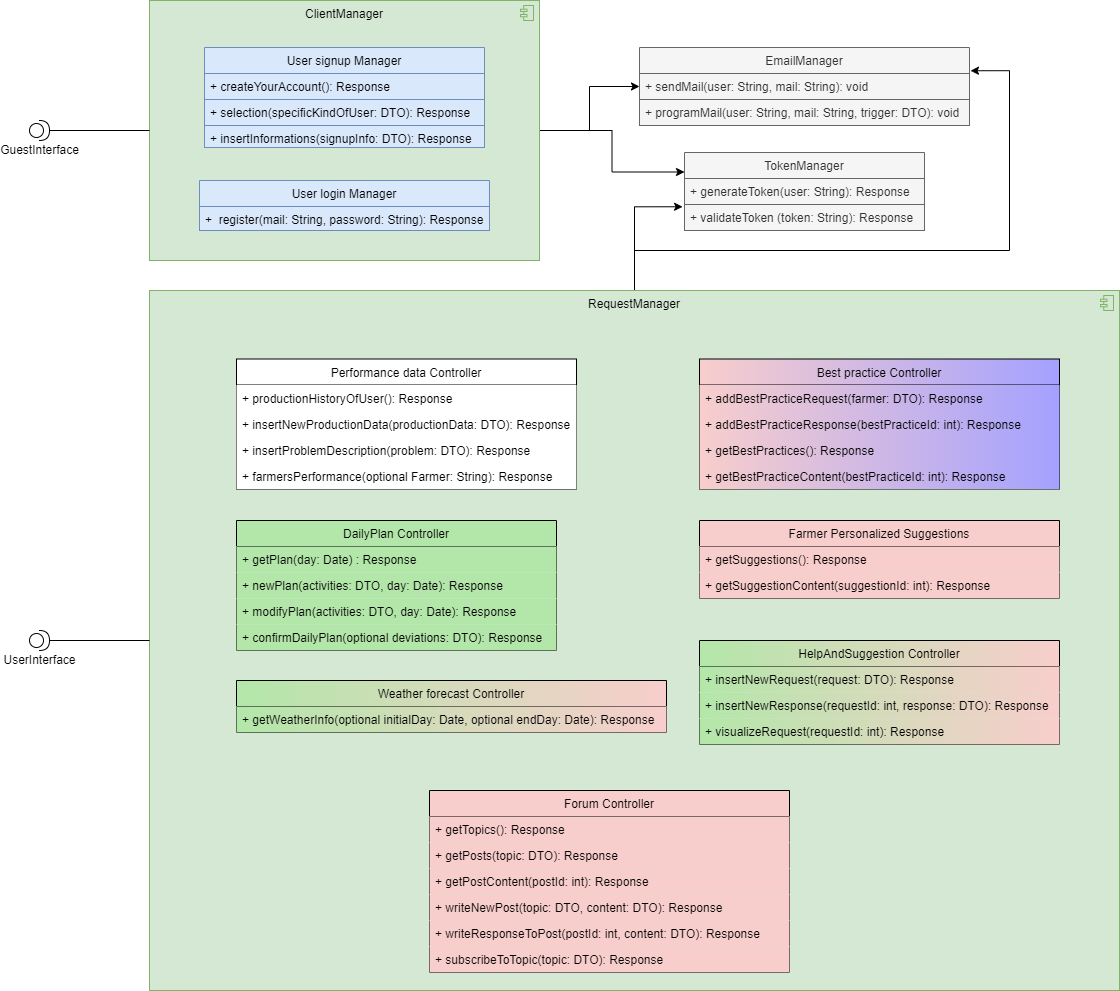 ClientManager
User signup Manager
+ createYourAccount(): Response
+ selection(specificKindOfUser: DTO): Response
+ insertInformations(signupInfo: DTO): Response
User login Manager
+ register(mail: String, password: String): Response
GuestInterface
EmailManager
+ sendMail(user: String, mail: String): void
+ programMail(user: String, mail: String, trigger: DTO): void
TokenManager
+ generateToken(user: String): Response
+ validateToken (token: String): Response
RequestManager
Performance data Controller
+ productionHistoryOfUser(): Response
+ insertNewProductionData(productionData: DTO): Response
+ insertProblemDescription(problem: DTO): Response
+ farmersPerformance(optional Farmer: String): Response
Best practice Controller
+ addBestPracticeRequest(farmer: DTO): Response
+ addBestPracticeResponse(bestPracticeId: int): Response
+ getBestPractices(): Response
+ getBestPracticeContent(bestPracticeId: int): Response
DailyPlan Controller
+ getPlan(day: Date) : Response
+ newPlan(activities: DTO, day: Date): Response
+ modifyPlan(activities: DTO, day: Date): Response
+ confirmDailyPlan(optional deviations: DTO): Response
Farmer Personalized Suggestions
+ getSuggestions(): Response
+ getSuggestionContent(suggestionId: int): Response
UserInterface
HelpAndSuggestion Controller
+ insertNewRequest(request: DTO): Response
+ insertNewResponse(requestId: int, response: DTO): Response
+ visualizeRequest(requestId: int): Response
Weather forecast Controller
+ getWeatherInfo(optional initialDay: Date, optional endDay: Date): Response
Forum Controller
+ getTopics(): Response
+ getPosts(topic: DTO): Response
+ getPostContent(postId: int): Response
+ writeNewPost(topic: DTO, content: DTO): Response
+ writeResponseToPost(postId: int, content: DTO): Response
+ subscribeToTopic(topic: DTO): Response